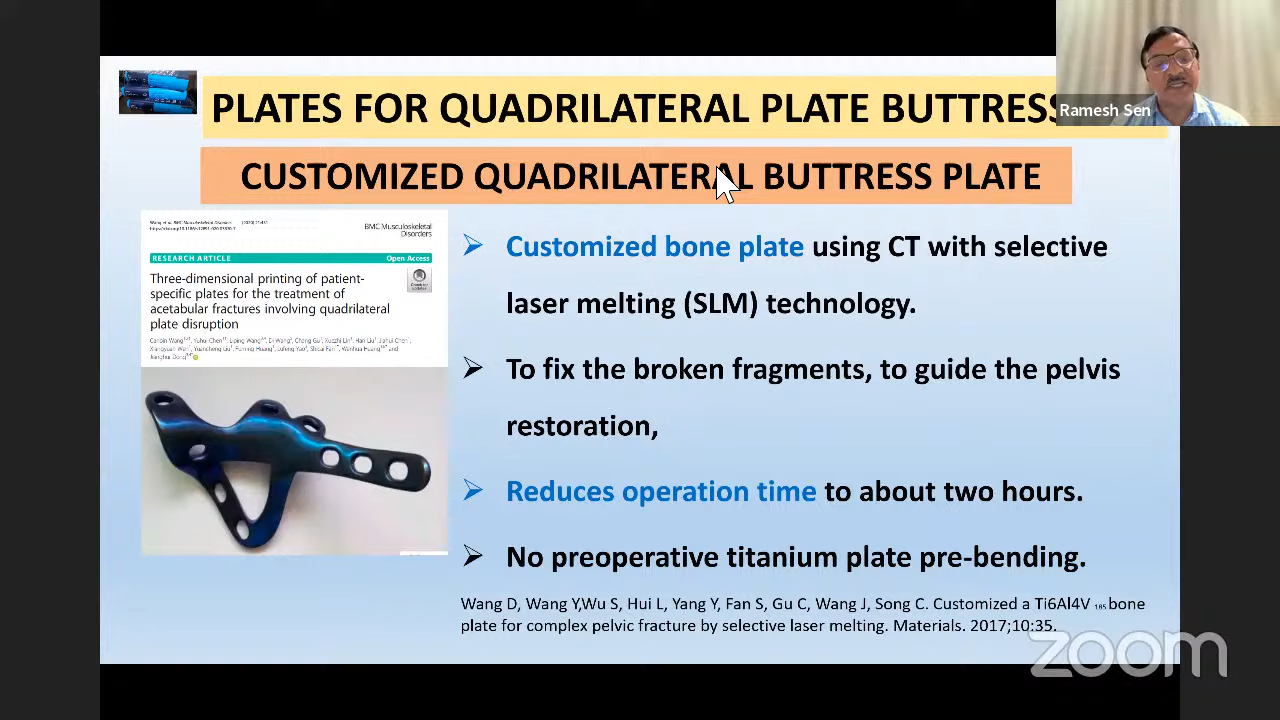 PLATES FOR QUADRILATERAL PLATE BUTTRESS
Ramesh Sen
CUSTOMIZED QUADRILATERAL BUTTRESS PLATE
BMC Musculoskeletal
Disorders
RESEARCH ARTICLE Open Access
Three-dimensional printing of patient-
specific plates for the treatment of
acetabular fractures involving quadrilateral
plate disruption
Customized bone plate using CT with selective
laser melting (SLM) technology.
To fix the broken fragments, to guide the pelvis
restoration,
Reduces operation time to about two hours.
No preoperative titanium plate pre-bending.
Wang D, Wang Y,Wu S, Hui L, Yang Y, Fan S, Gu C, Wang J, Song C. Customized a Ti6Al4V 185 bone
plate for complex pelvic fracture by selective laser melting. Materials. 2017;10:35.
zoom